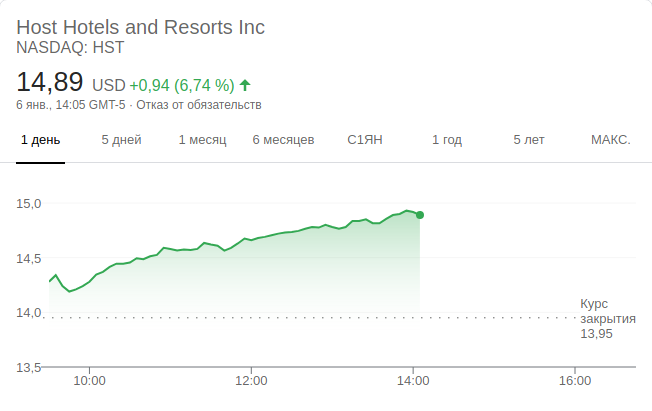 Host Hotels and Resorts Inc
NASDAQ: HST
14,89 USD +0,94 (6,74 %)
6 янв., 14:05 GMT-5 · Отказ от обязательств
1 день 5 дней 1 месяц 6 месяцев С1ЯН 1 год 5 лет МАКС.
15,0
14,5
14,0
Курс
закрытия
13,95
13,5
10:00 12:00 14:00 16:00